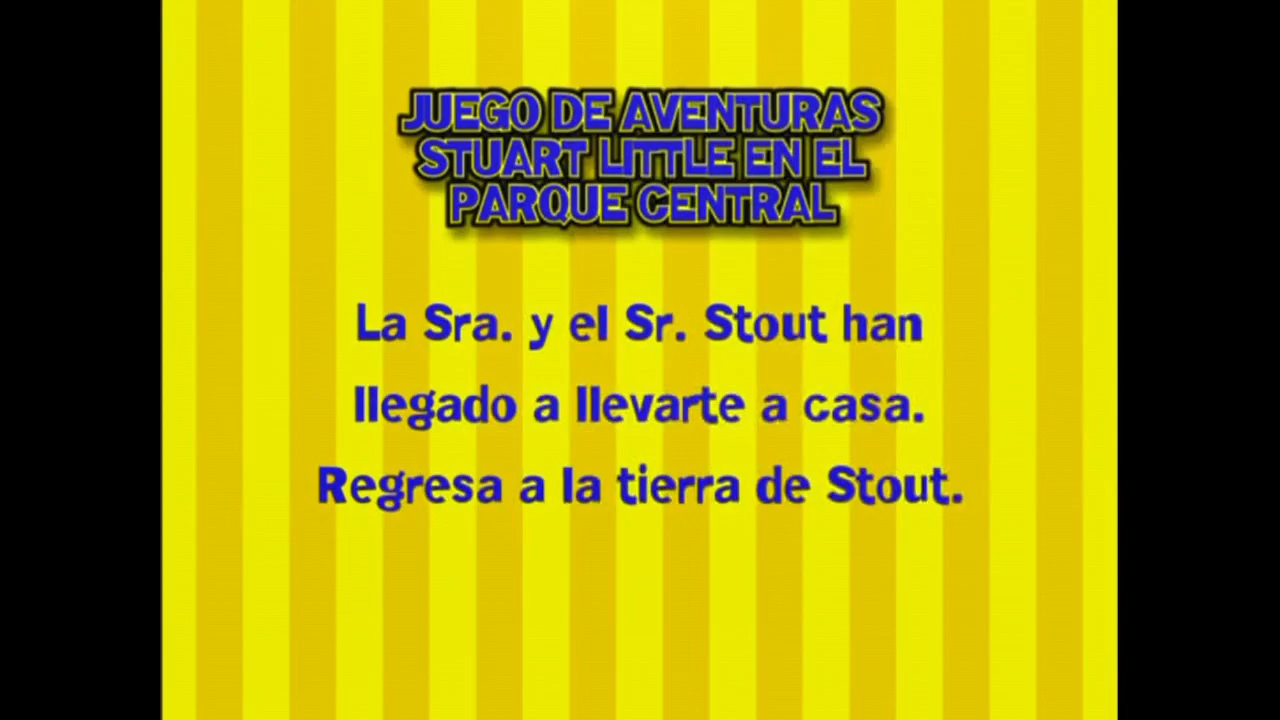 JUEGO DE AVENTURAS
STUART LITTLE EN EL
PARQUE CENTRAL
La Sra. y el Sr. Stout han
llegado a llevarte a casa.
Regresa a la tierra de Stout.